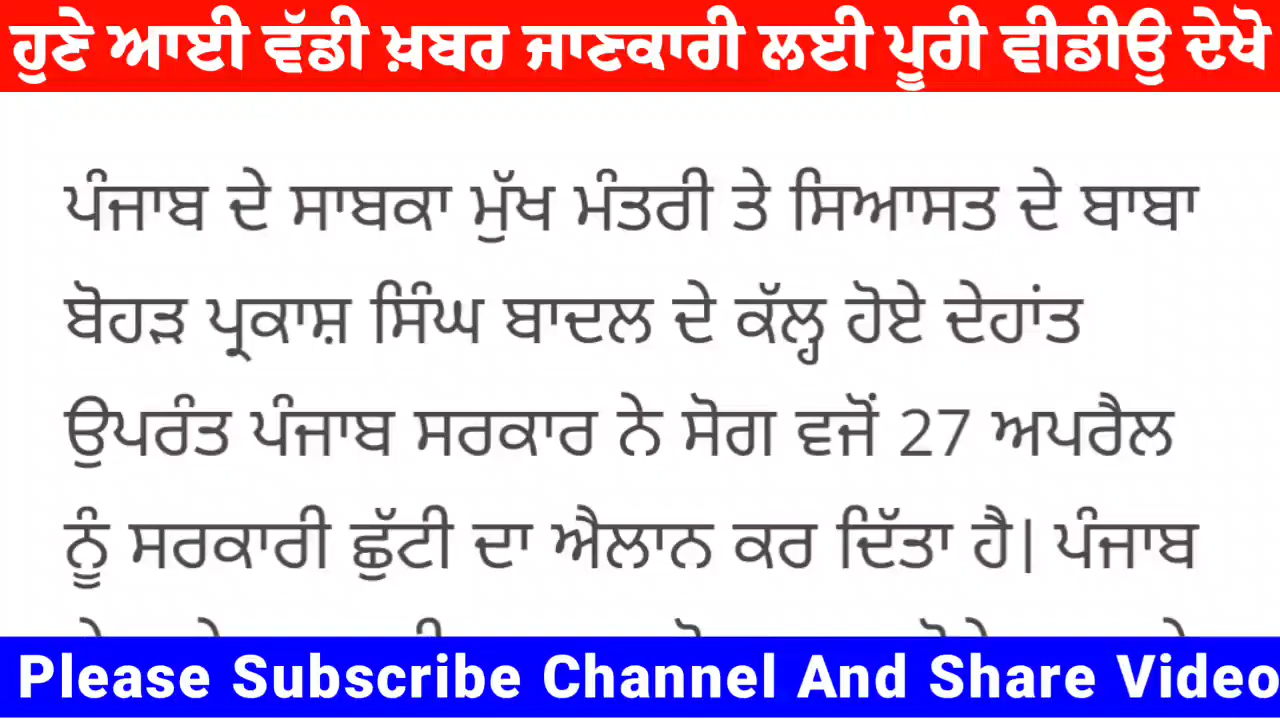 ਹੁਣੇ ਆਈ ਵੱਡੀ ਖ਼ਬਰ ਜਾਣਕਾਰੀ ਲਈ ਪੂਰੀ ਵੀਡੀਉ ਦੇਖੋ
ਪੰਜਾਬ ਦੇ ਸਾਬਕਾ ਮੁੱਖ ਮੰਤਰੀ ਤੇ ਸਿਆਸਤ ਦੇ ਬਾਬਾ
ਬੋਹੜ ਪ੍ਰਕਾਸ਼ ਸਿੰਘ ਬਾਦਲ ਦੇ ਕੱਲ੍ਹ ਹੋਏ ਦੇਹਾਂਤ
ਉਪਰੰਤ ਪੰਜਾਬ ਸਰਕਾਰ ਨੇ ਸੋਗ ਵਜੋਂ 27 ਅਪਰੈਲ
ਨੂੰ ਸਰਕਾਰੀ ਛੁੱਟੀ ਦਾ ਐਲਾਨ ਕਰ ਦਿੱਤਾ ਹੈ| ਪੰਜਾਬ
Please Subscribe Channel And Share Video